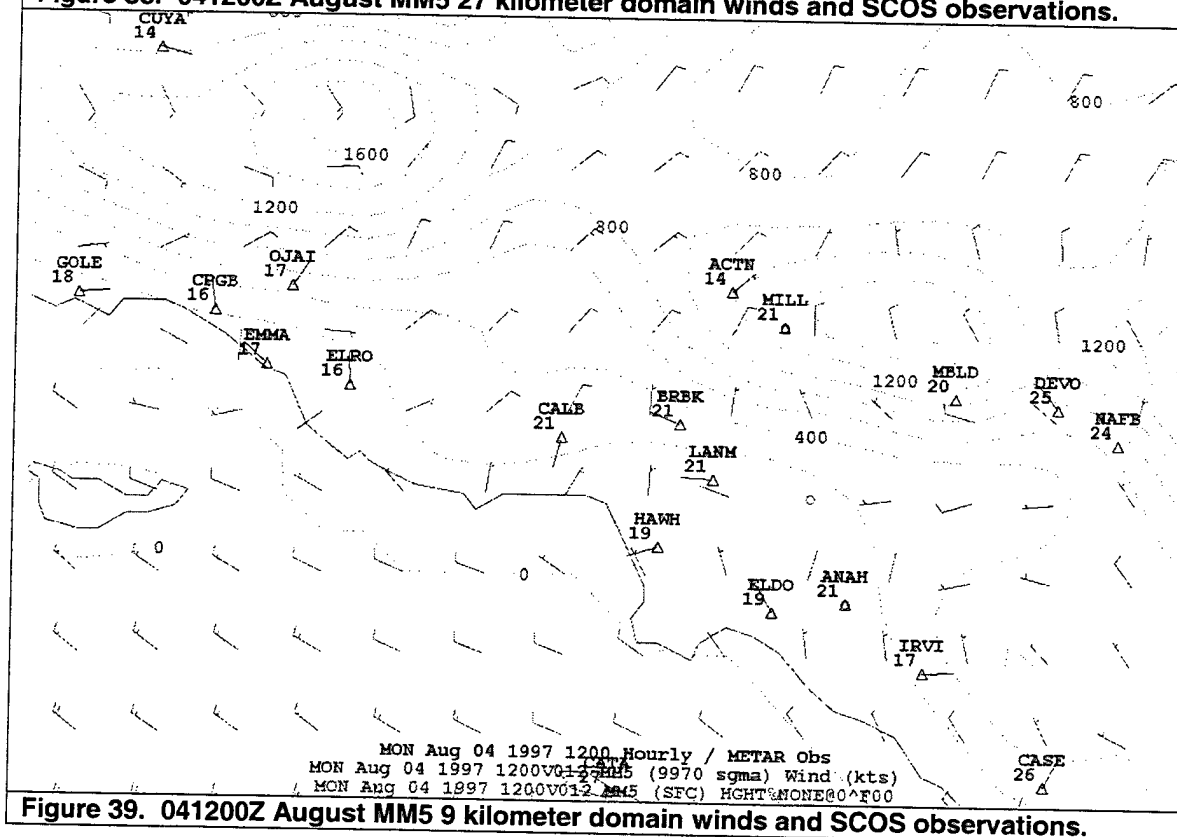 Figure 38. 041200Z August MM5 27 kilometer domain winds and SCOS observations.
CUYA
14
800
1600
800
1200
800
GOLE
18
OJAI
17
CPGB
16
ACTN
14
MILL
21
EMMA
17
ELRO
16
1200
1200
MBLD
20
DEVO
25
CALB
21
BRBK
21
NAFB
24
400
LANM
21
HAWH
19
0
0
ELDO
19
ANAH
21
IRVI
17
MON Aug 04 1997 1200 Hourly / METAR Obs
CATA
27
MON Aug 04 1997 1200V012 MM5 (9970 sgma) Wind (kts)
MON Aug 04 1997 1200V012 MM5 (SFC) HGHT%NONE@0^F00
CASE
26
Figure 39. 041200Z August MM5 9 kilometer domain winds and SCOS observations.